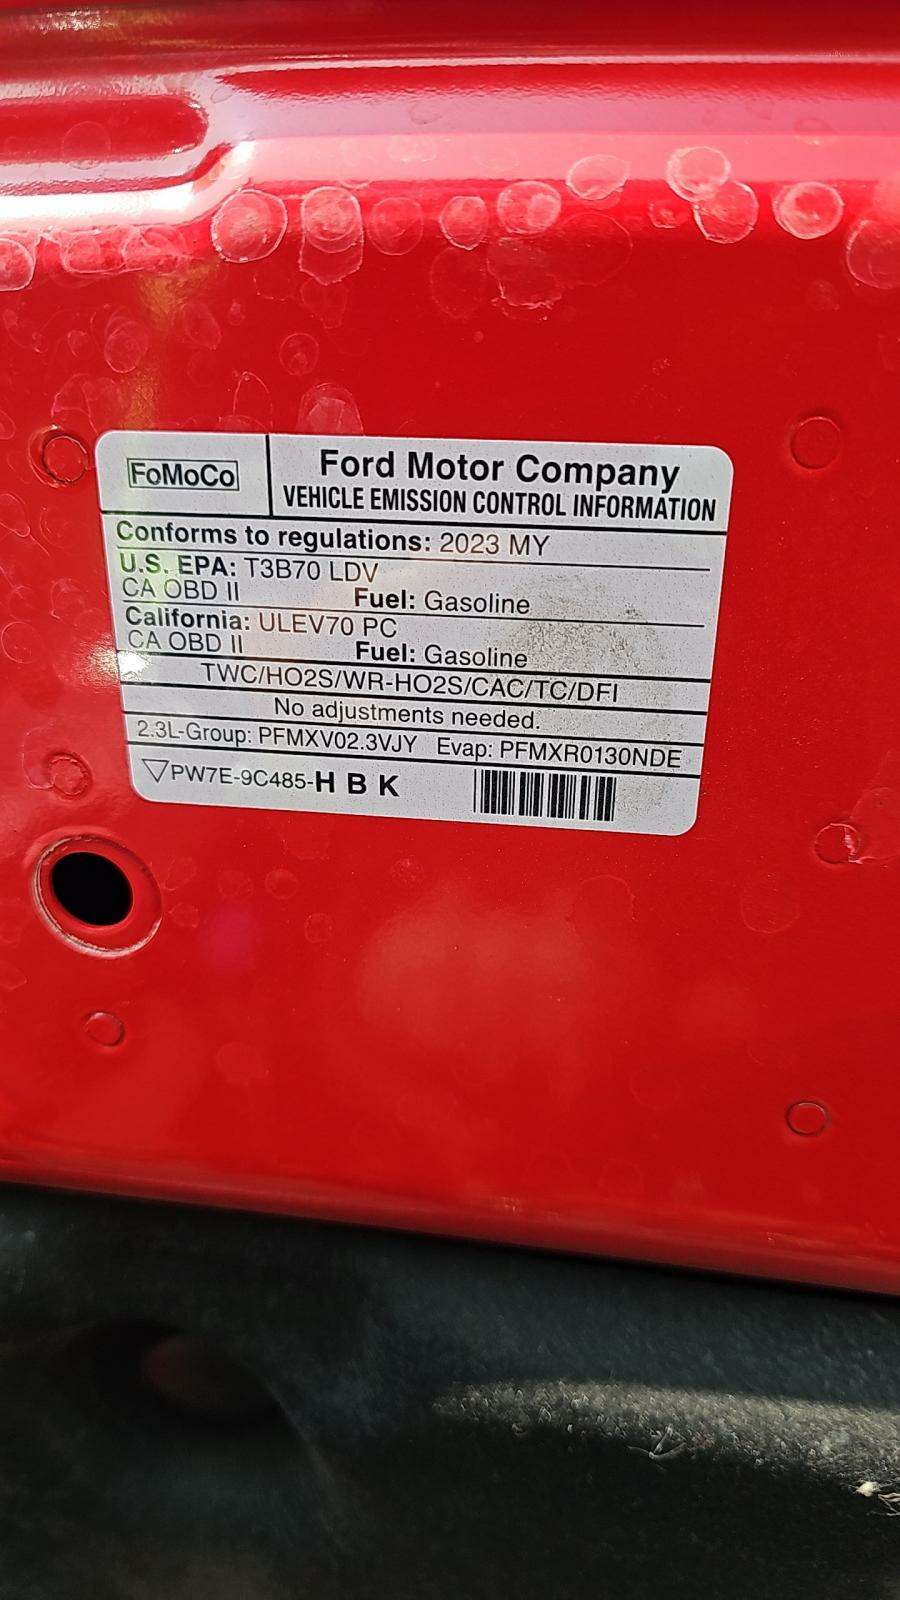 FoMoCo
Ford Motor Company
VEHICLE EMISSION CONTROL INFORMATION
Conforms to regulations: 2023 MY
U.S. EPA: T3B70 LDV
CA OBD II Fuel: Gasoline
California: ULEV70 PC
CA OBD II Fuel: Gasoline
TWC/HO2S/WR-HO2S/CAC/TC/DFI
No adjustments needed.
2.3L-Group: PFMXV02.3VJY Evap: PFMXR0130NDE
PW7E-9C485-H B K